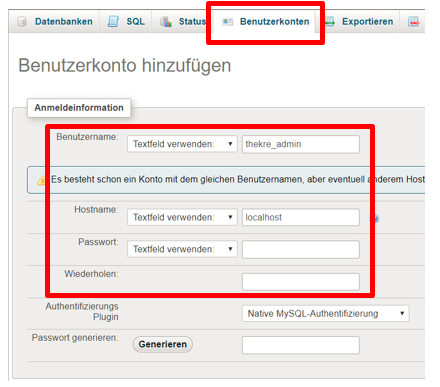 Datenbanken SQL Status Benutzerkonten Exportieren
Benutzerkonto hinzufügen
Anmeldeinformation
Benutzername: Textfeld verwenden: thekre_admin
Es besteht schon ein Konto mit dem gleichen Benutzernamen, aber eventuell anderem Host
Hostname: Textfeld verwenden: localhost
Passwort: Textfeld verwenden:
Wiederholen:
Authentifizierungs Native MySQL-Authentifizierung
Plugin
Passwort generieren: Generieren